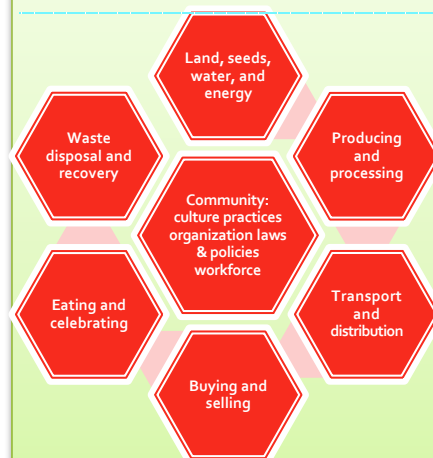 Land, seeds,
water, and
energy
Producing
and
processing
Transport
and
distribution
Buying and
selling
Eating and
celebrating
Waste
disposal and
recovery
Community:
culture practices
organization laws
& policies
workforce